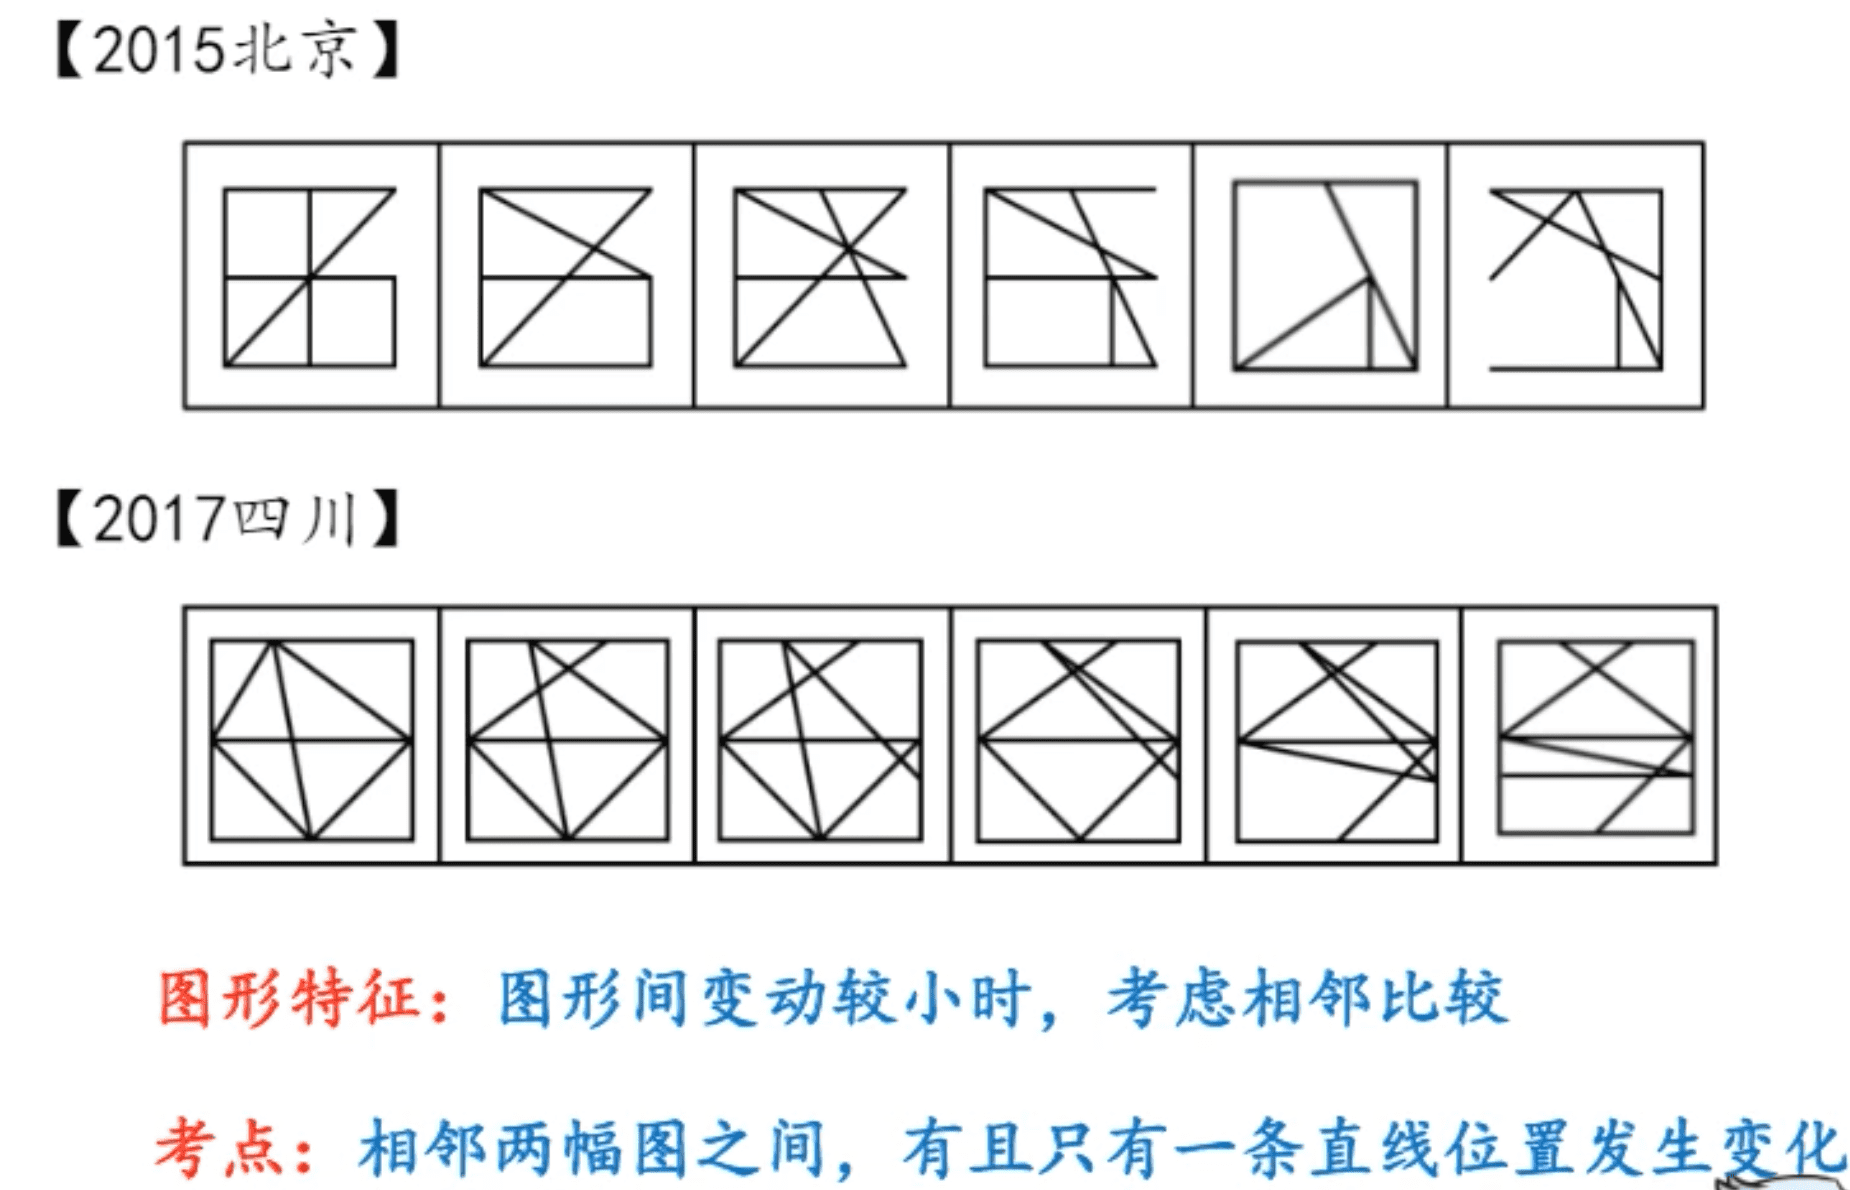 【2015北京】
【2017四川】
图形特征：图形间变动较小时，考虑相邻比较
考点：相邻两幅图之间，有且只有一条直线位置发生变化